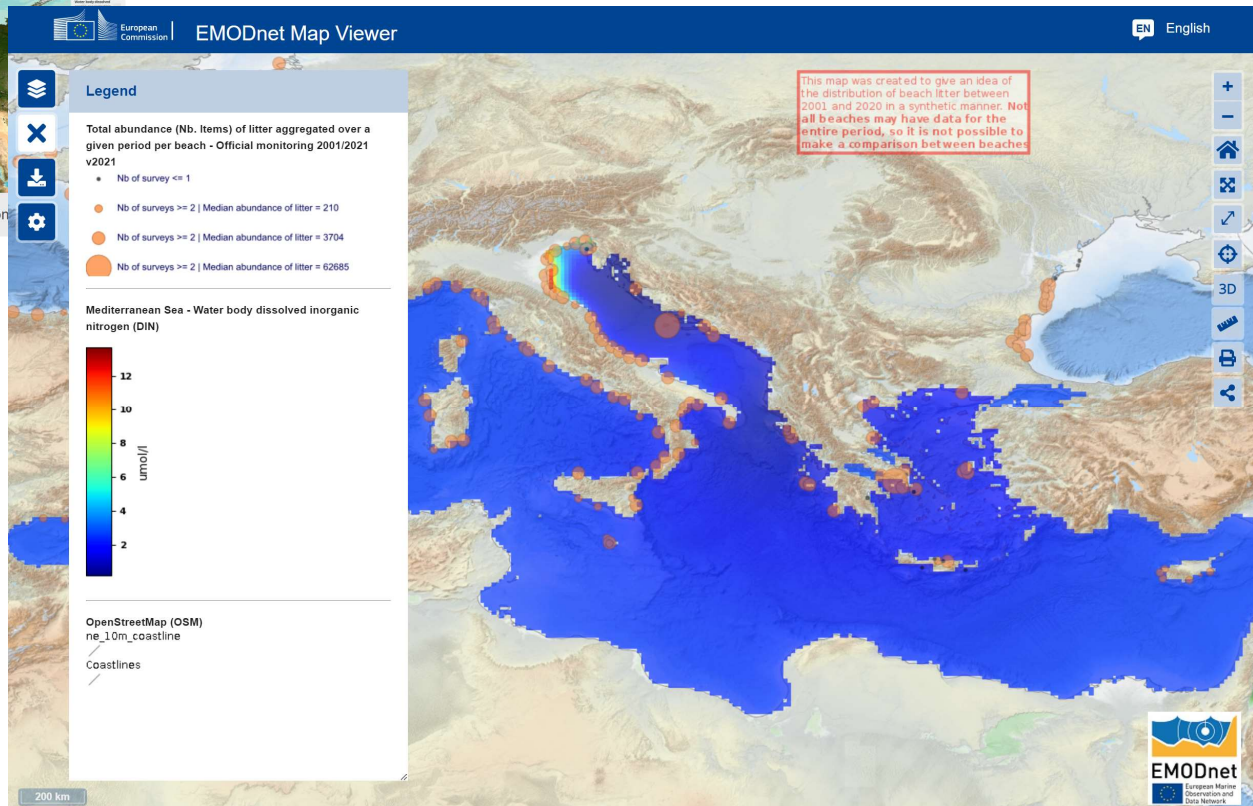 Water body dissolved
European
Commission
EMODnet Map Viewer
EN English
Legend
Total abundance (Nb. Items) of litter aggregated over a
given period per beach - Official monitoring 2001/2021
v2021
Nb of survey <= 1
Nb of surveys >= 2 | Median abundance of litter = 210
Nb of surveys >= 2 | Median abundance of litter = 3704
Nb of surveys >= 2 | Median abundance of litter = 62685
Mediterranean Sea - Water body dissolved inorganic
nitrogen (DIN)
12
10
8
6
4
2
umol/l
OpenStreetMap (OSM)
ne_10m_coastline
Coastlines
This map was created to give an idea of
the distribution of beach litter between
2001 and 2020 in a synthetic manner. Not
all beaches may have data for the
entire period, so it is not possible to
make a comparison between beaches
+
−
3D
on
200 km
EMODnet
European Marine
Observation and
Data Network